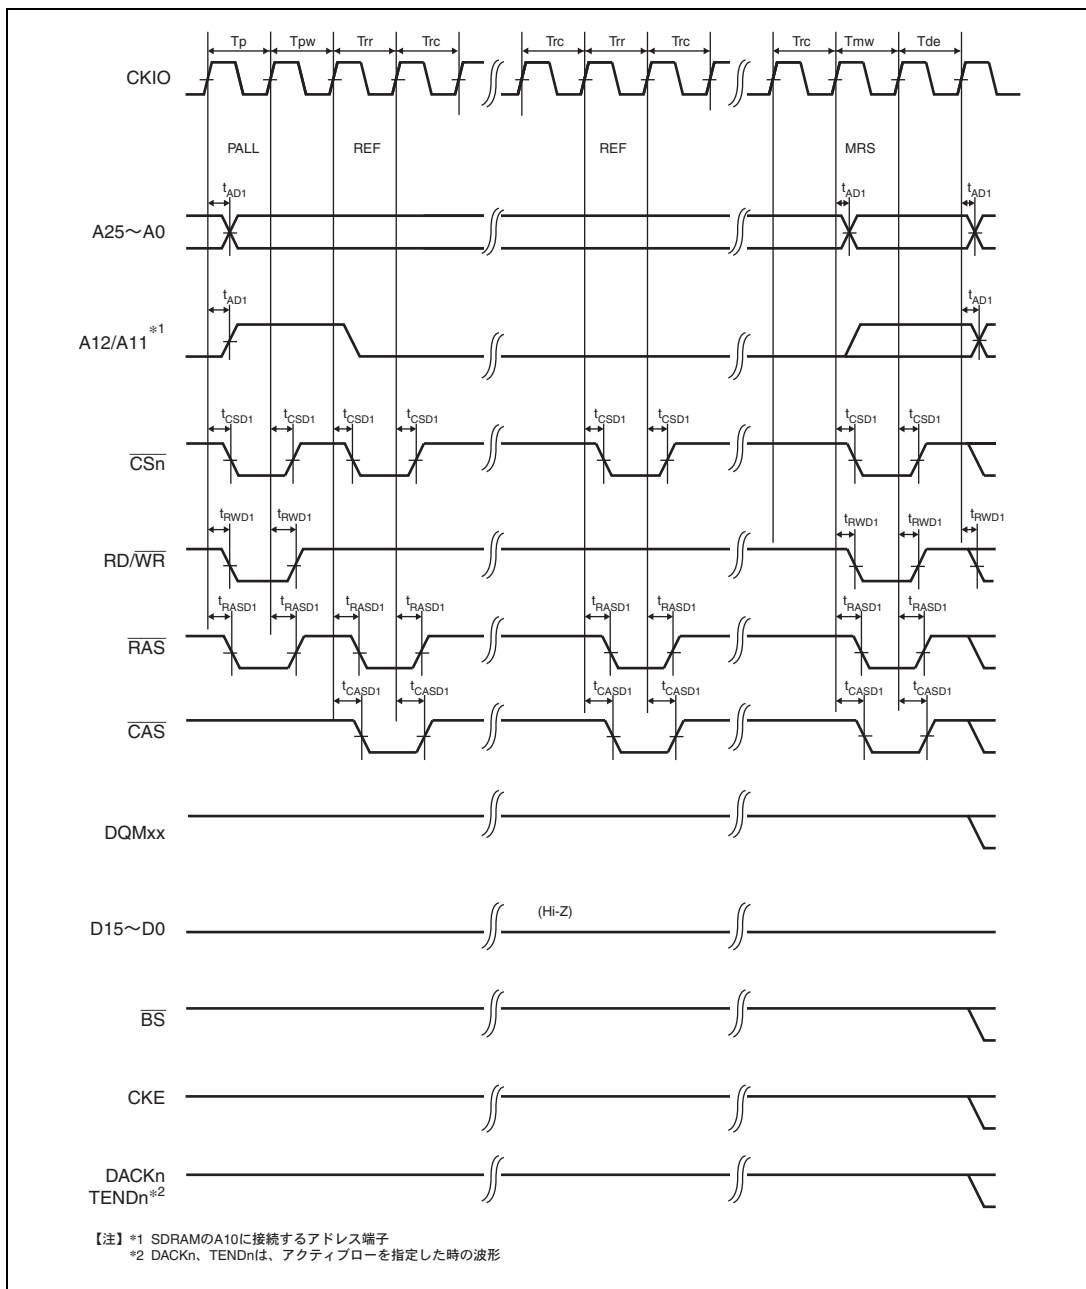 Tp Tpw Trr Trc Trc Trr Trc Trc Tmw Tde
CKIO
PALL REF REF MRS
tAD1 tAD1 tAD1
A25～A0
tAD1 tAD1
A12/A11 *1
tCSD1 tCSD1 tCSD1 tCSD1 tCSD1 tCSD1 tCSD1 tCSD1
CSn
tRWD1 tRWD1 tRWD1 tRWD1 tRWD1
RD/WR
tRASD1 tRASD1 tRASD1 tRASD1 tRASD1 tRASD1 tRASD1 tRASD1
RAS
tCASD1 tCASD1 tCASD1 tCASD1 tCASD1 tCASD1
CAS
DQMxx
(Hi-Z)
D15～D0
BS
CKE
DACKn
TENDn*2
【注】*1 SDRAMのA10に接続するアドレス端子
*2 DACKn、TENDnは、アクティブローを指定した時の波形